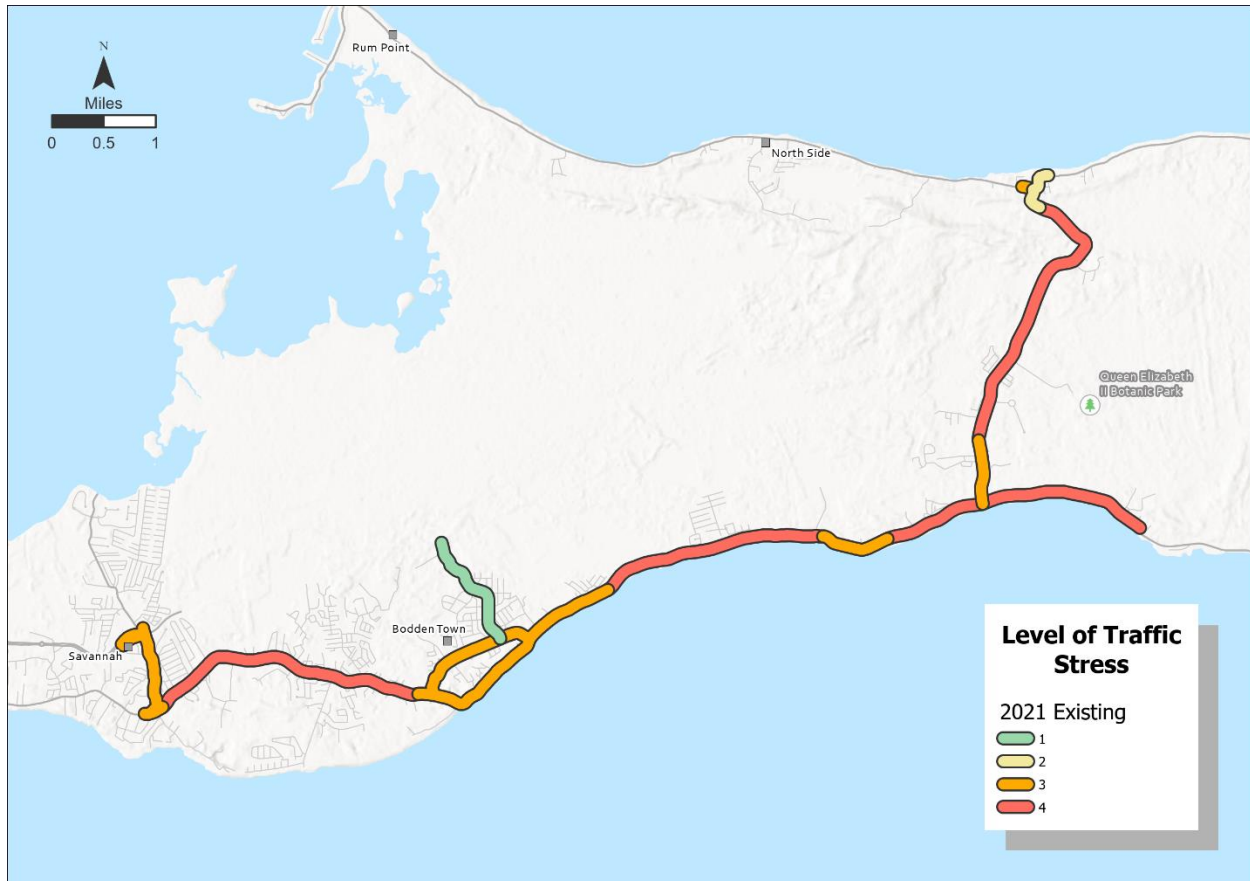 Rum Point
N
Miles
0 0.5 1
North Side
Queen Elizabeth
II Botanic Park
Bodden Town
Savannah
Level of Traffic
Stress
2021 Existing
1
2
3
4